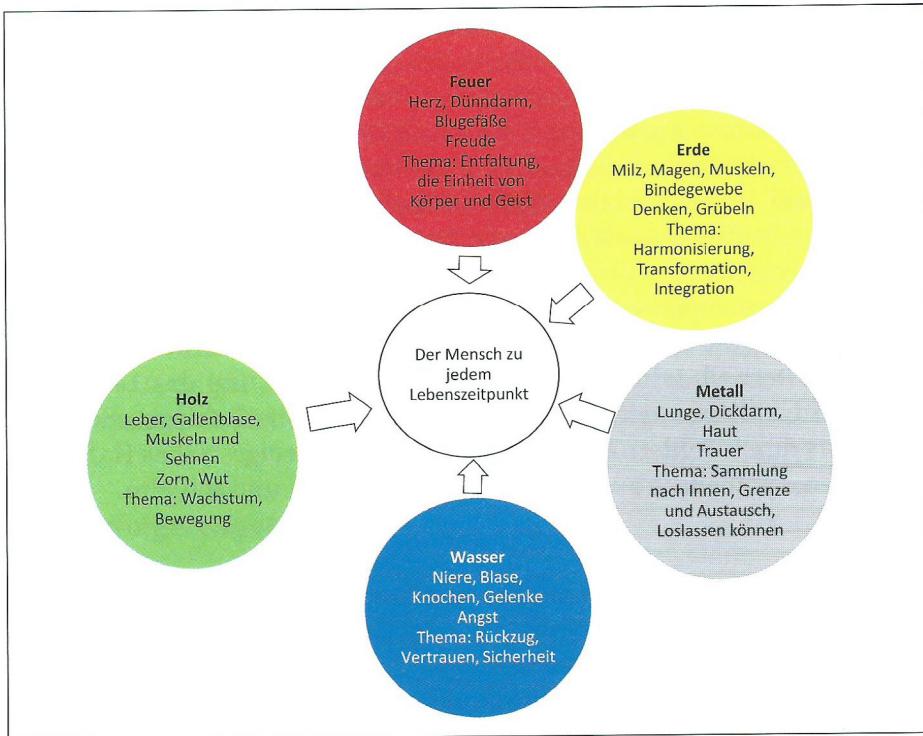 Feuer
Herz, Dünndarm,
Blugefäße
Freude
Thema: Entfaltung,
die Einheit von
Körper und Geist
Erde
Milz, Magen, Muskeln,
Bindegewebe
Denken, Grübeln
Thema:
Harmonisierung,
Transformation,
Integration
Der Mensch zu
jedem
Lebenszeitpunkt
Holz
Leber, Gallenblase,
Muskeln und
Sehnen
Zorn, Wut
Thema: Wachstum,
Bewegung
Metall
Lunge, Dickdarm,
Haut
Trauer
Thema: Sammlung
nach Innen, Grenze
und Austausch,
Loslassen können
Wasser
Niere, Blase,
Knochen, Gelenke
Angst
Thema: Rückzug,
Vertrauen, Sicherheit